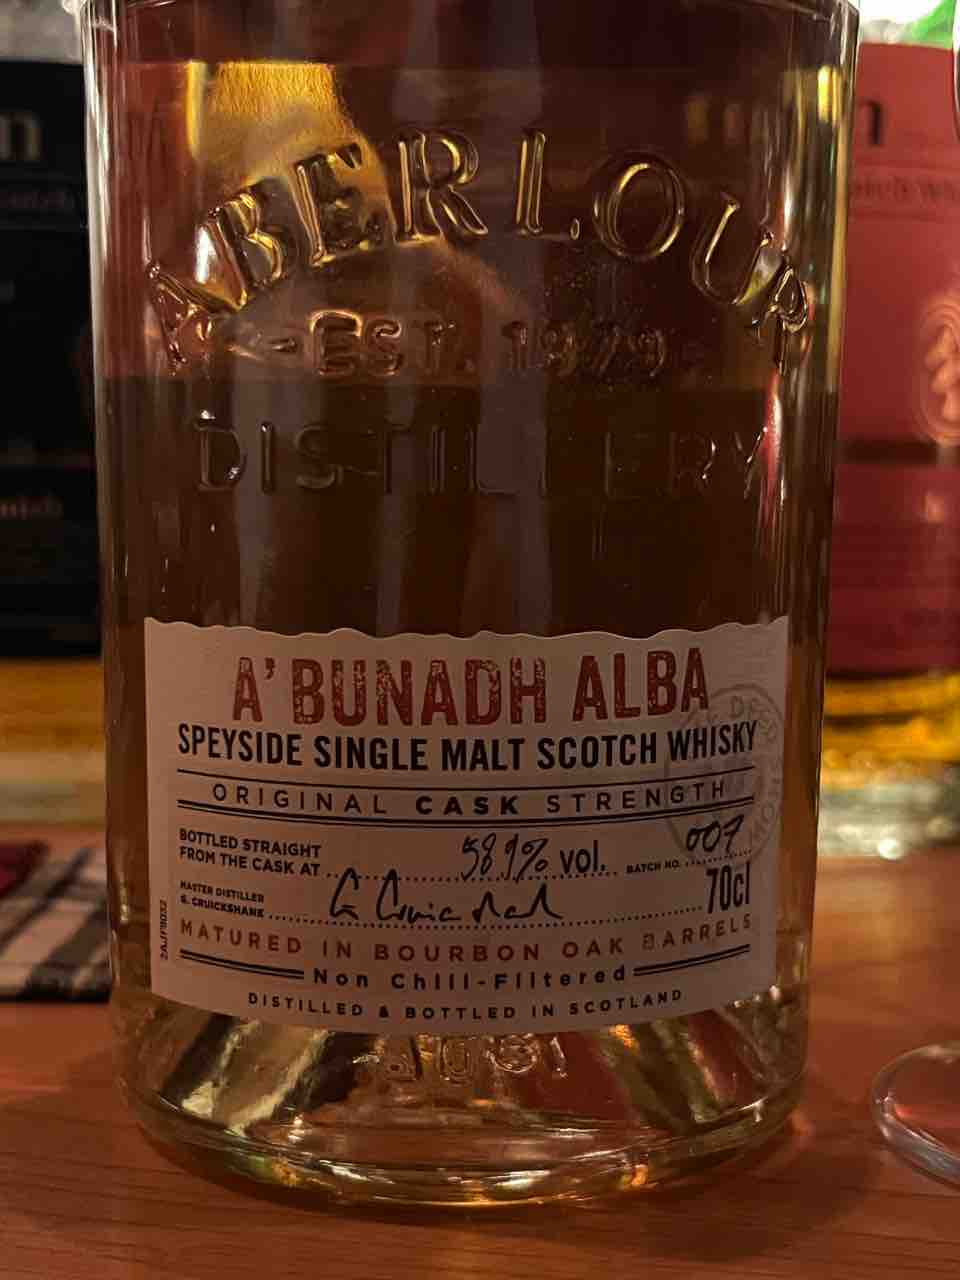 ABERLOUR
EST. 1879
DISTILLERY
A'BUNADH ALBA
SPEYSIDE SINGLE MALT SCOTCH WHISKY
ORIGINAL CASK STRENGTH
BOTTLED STRAIGHT
FROM THE CASK AT 58.9% vol. BATCH NO. 007
MASTER DISTILLER
G. CRUICKSHANK G Cruickshank 70cl
MATURED IN BOURBON OAK BARRELS
Non Chill-Filtered
DISTILLED & BOTTLED IN SCOTLAND